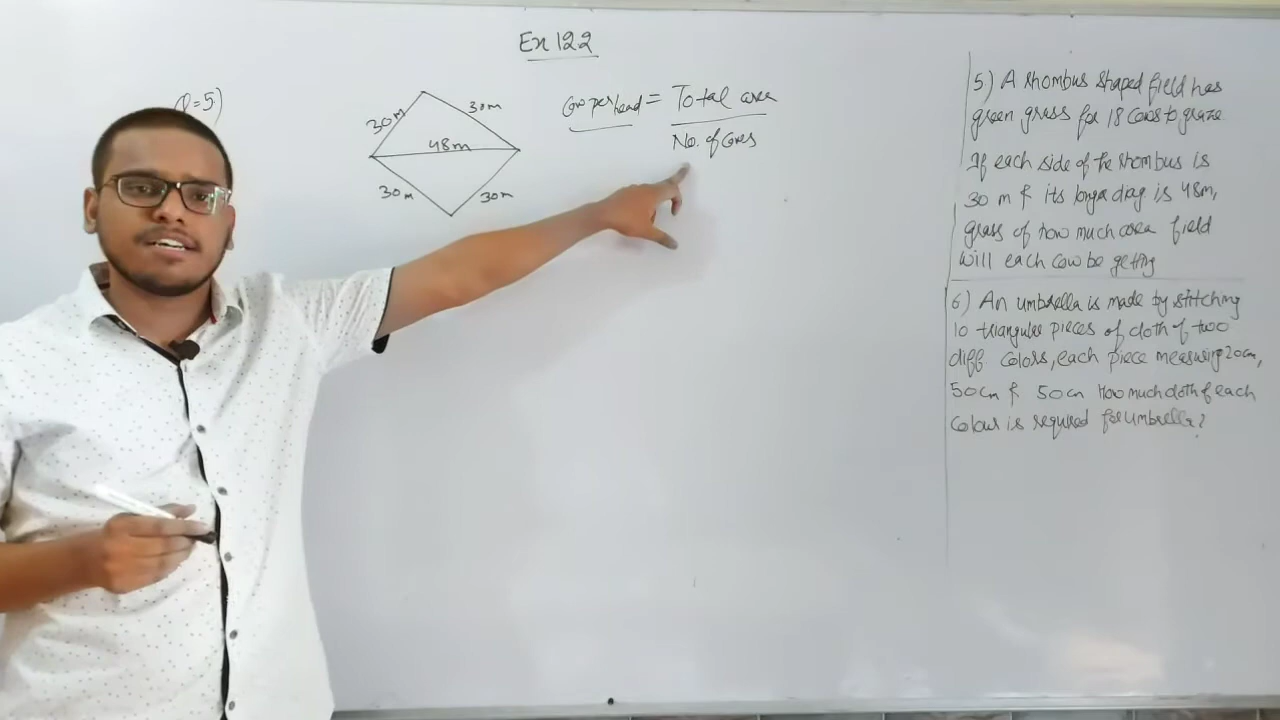 Ex 12.2
Q=5)
30m
30m
48m
30m
30m
Cow per head = Total area
No. of cows
5) A rhombus shaped field has
green grass for 18 cows to graze
If each side of the rhombus is
30 m & its longer diag is 48m,
grass of how much area field
will each cow be getting
6) An umbrella is made by stitching
10 triangular pieces of cloth of two
diff colors, each piece measuring 20cm,
50cm & 50cm How much cloth of each
colour is required for umbrella?